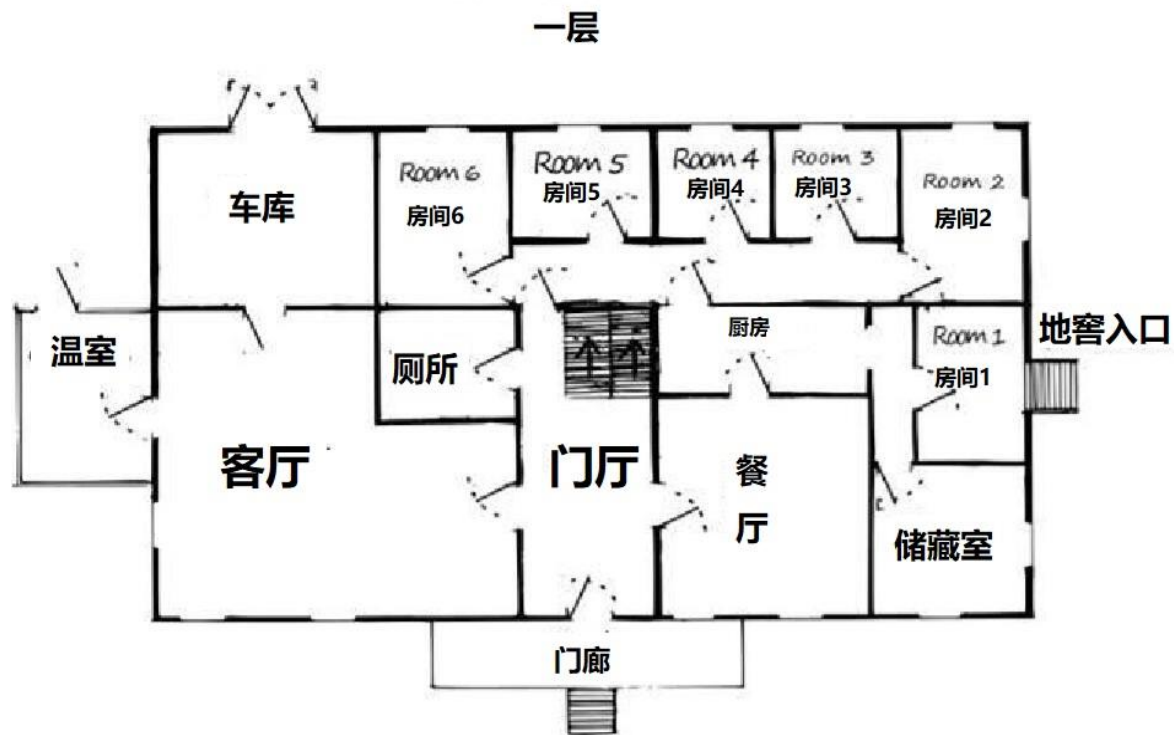 一层
车库
Room 6
房间6
Room 5
房间5
Room 4
房间4
Room 3
房间3
Room 2
房间2
温室
厕所
厨房
Room 1
房间1
地窖入口
客厅
门厅
餐
厅
储藏室
门廊